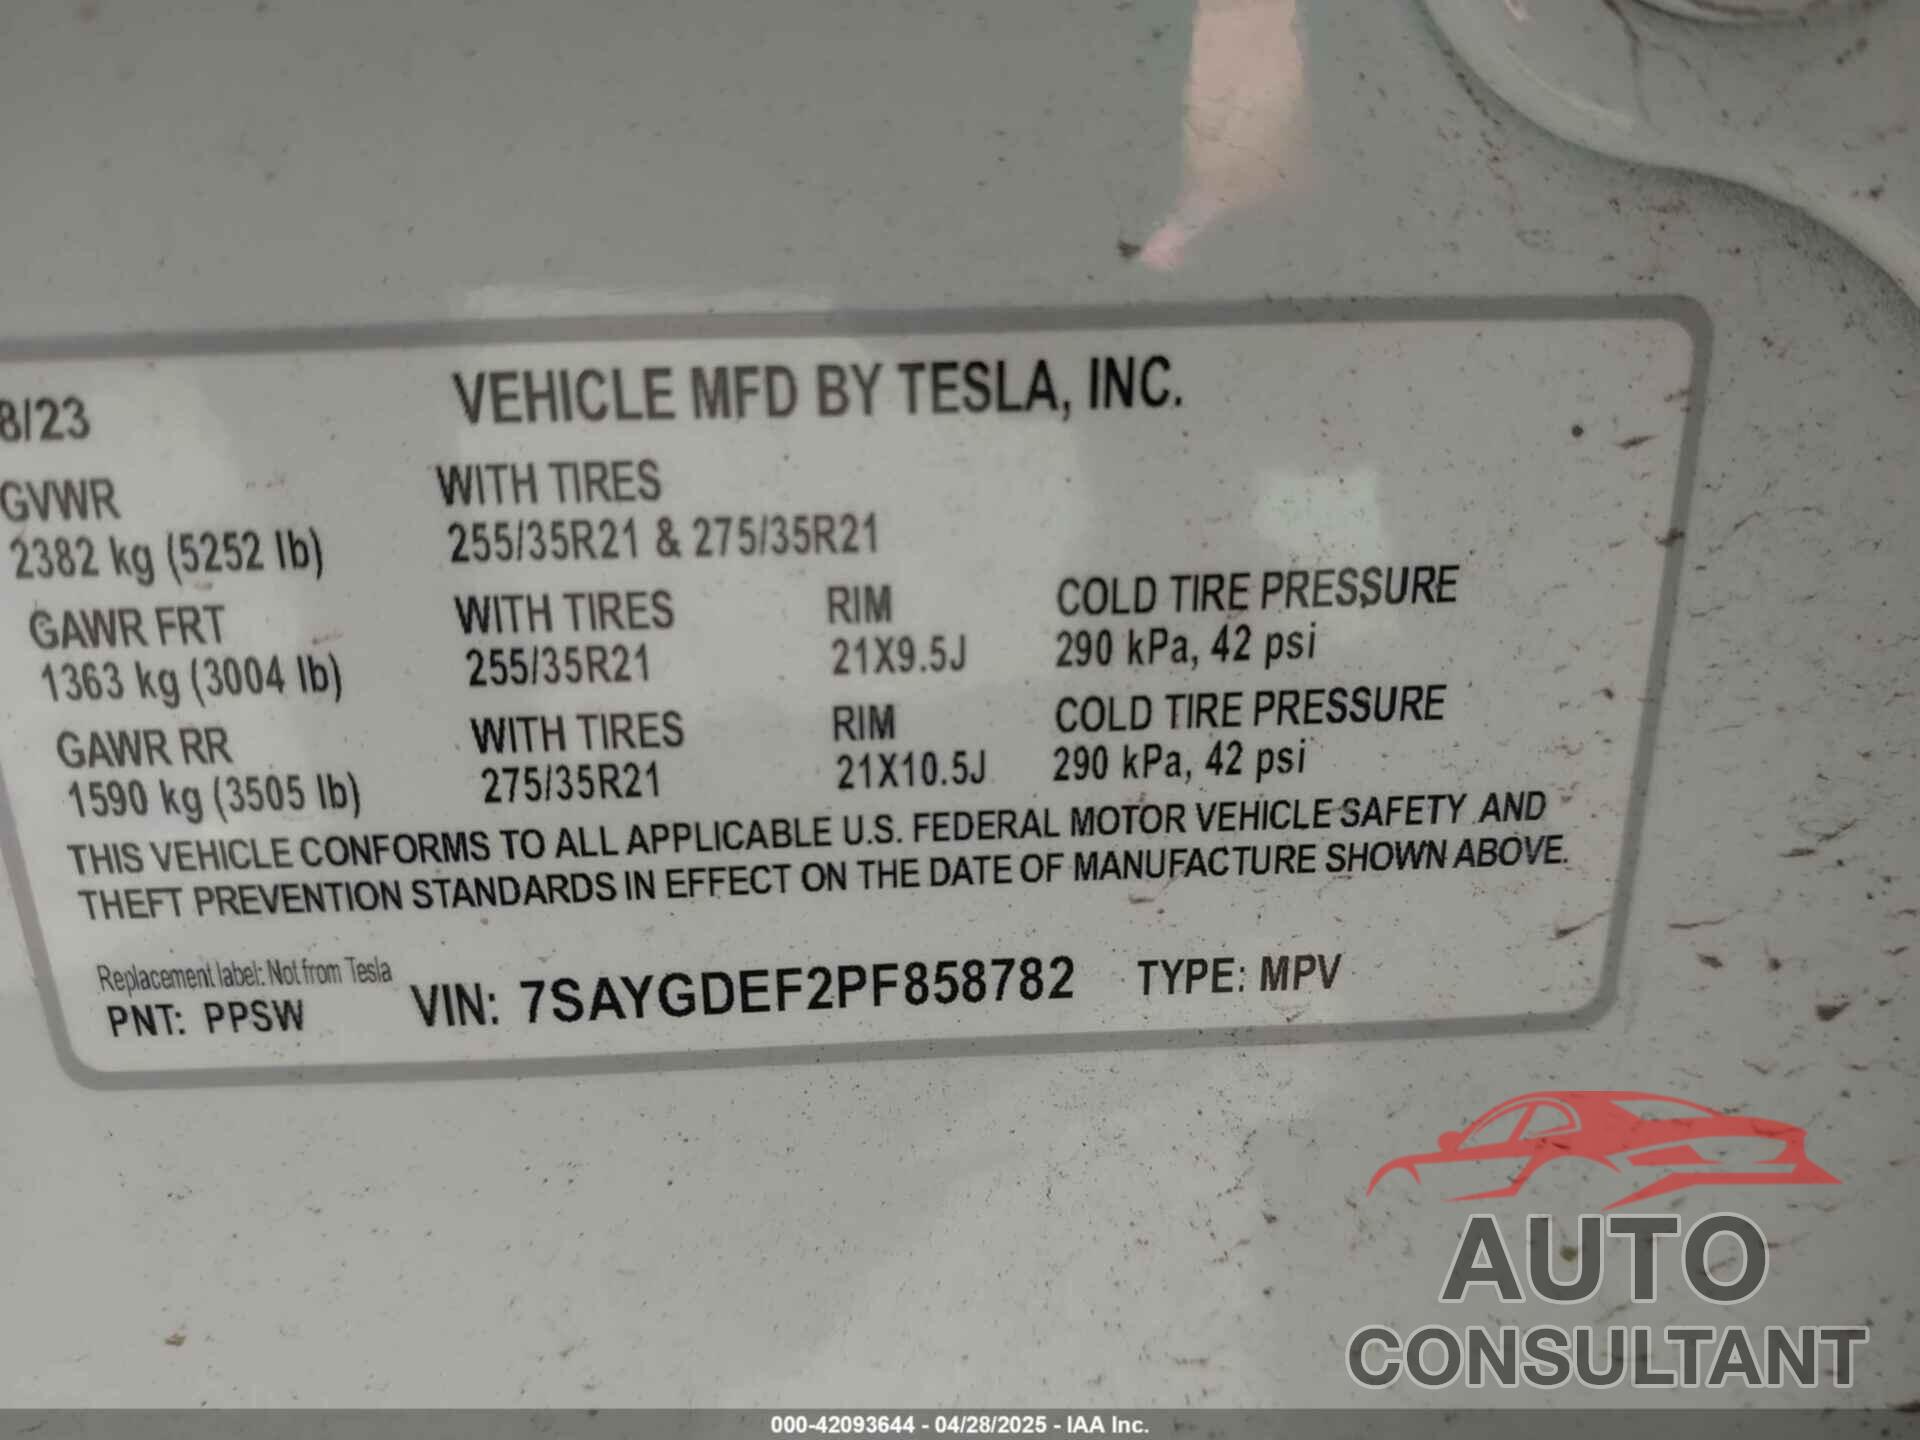 8/23 VEHICLE MFD BY TESLA, INC.
GVWR WITH TIRES
2382 kg (5252 lb) 255/35R21 & 275/35R21
GAWR FRT WITH TIRES RIM COLD TIRE PRESSURE
1363 kg (3004 lb) 255/35R21 21X9.5J 290 kPa, 42 psi
GAWR RR WITH TIRES RIM COLD TIRE PRESSURE
1590 kg (3505 lb) 275/35R21 21X10.5J 290 kPa, 42 psi
THIS VEHICLE CONFORMS TO ALL APPLICABLE U.S. FEDERAL MOTOR VEHICLE SAFETY AND
THEFT PREVENTION STANDARDS IN EFFECT ON THE DATE OF MANUFACTURE SHOWN ABOVE.
Replacement label: Not from Tesla
PNT: PPSW VIN: 7SAYGDEF2PF858782 TYPE: MPV
AUTO
CONSULTANT
000-42093644 - 04/28/2025 - IAA Inc.